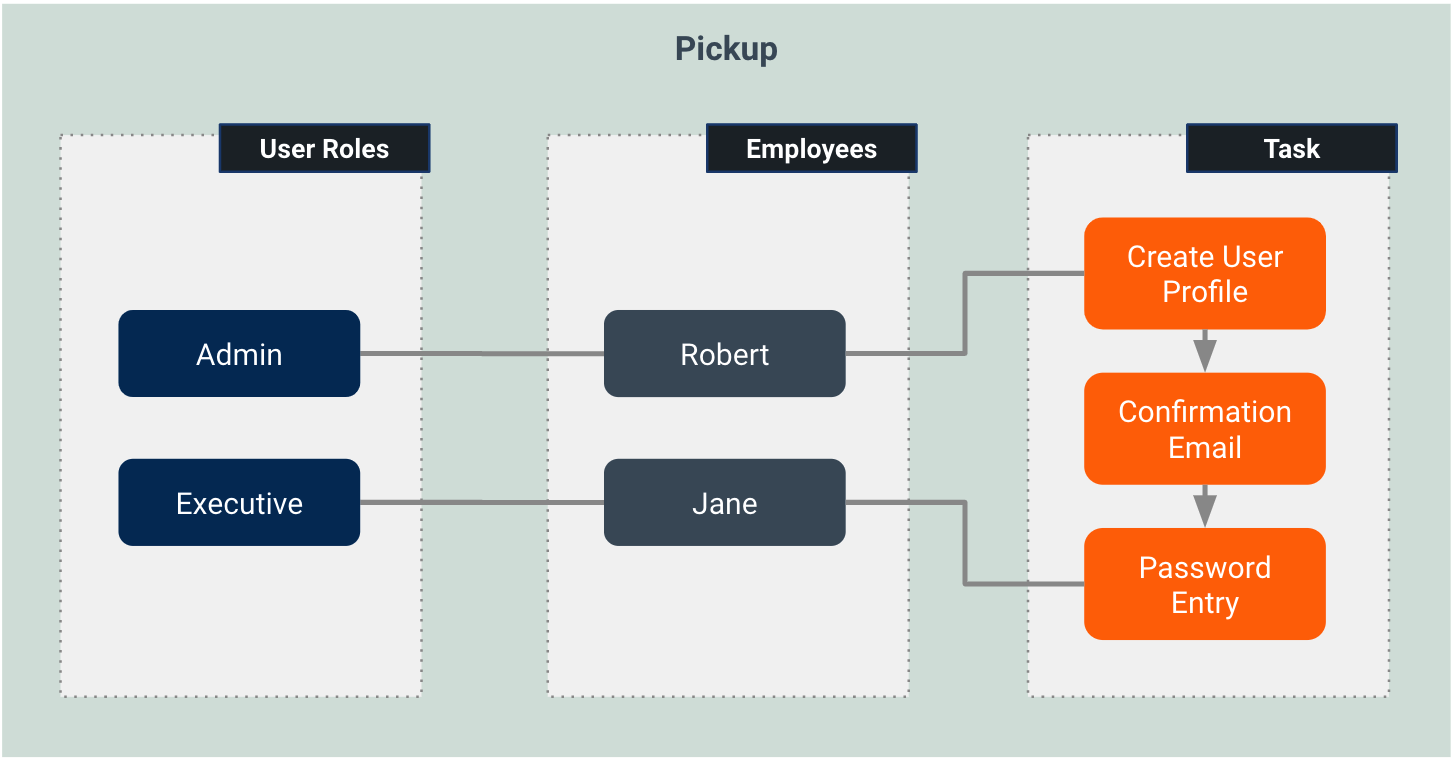 Pickup
User Roles
Employees
Task
Admin
Executive
Robert
Jane
Create User
Profile
Confirmation
Email
Password
Entry